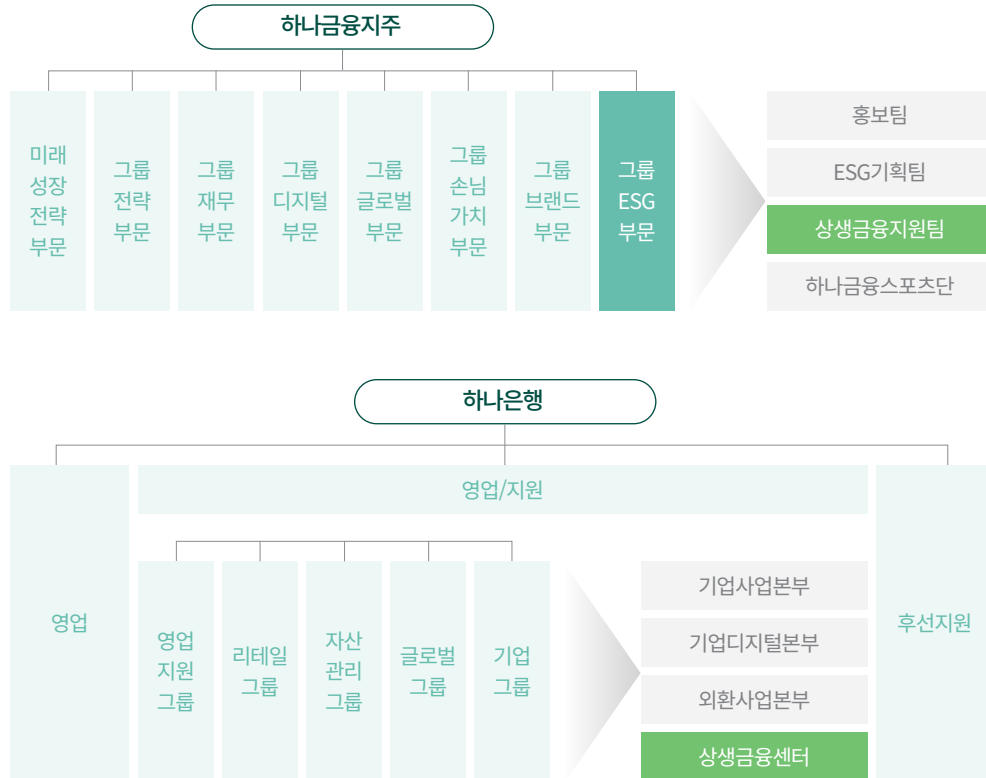 하나금융지주
미래
성장
전략
부문
그룹
전략
부문
그룹
재무
부문
그룹
디지털
부문
그룹
글로벌
부문
그룹
손님
가치
부문
그룹
브랜드
부문
그룹
ESG
부문
홍보팀
ESG기획팀
상생금융지원팀
하나금융스포츠단
하나은행
영업
영업/지원
영업
지원
그룹
리테일
그룹
자산
관리
그룹
글로벌
그룹
기업
그룹
기업사업본부
기업디지털본부
외환사업본부
상생금융센터
후선지원